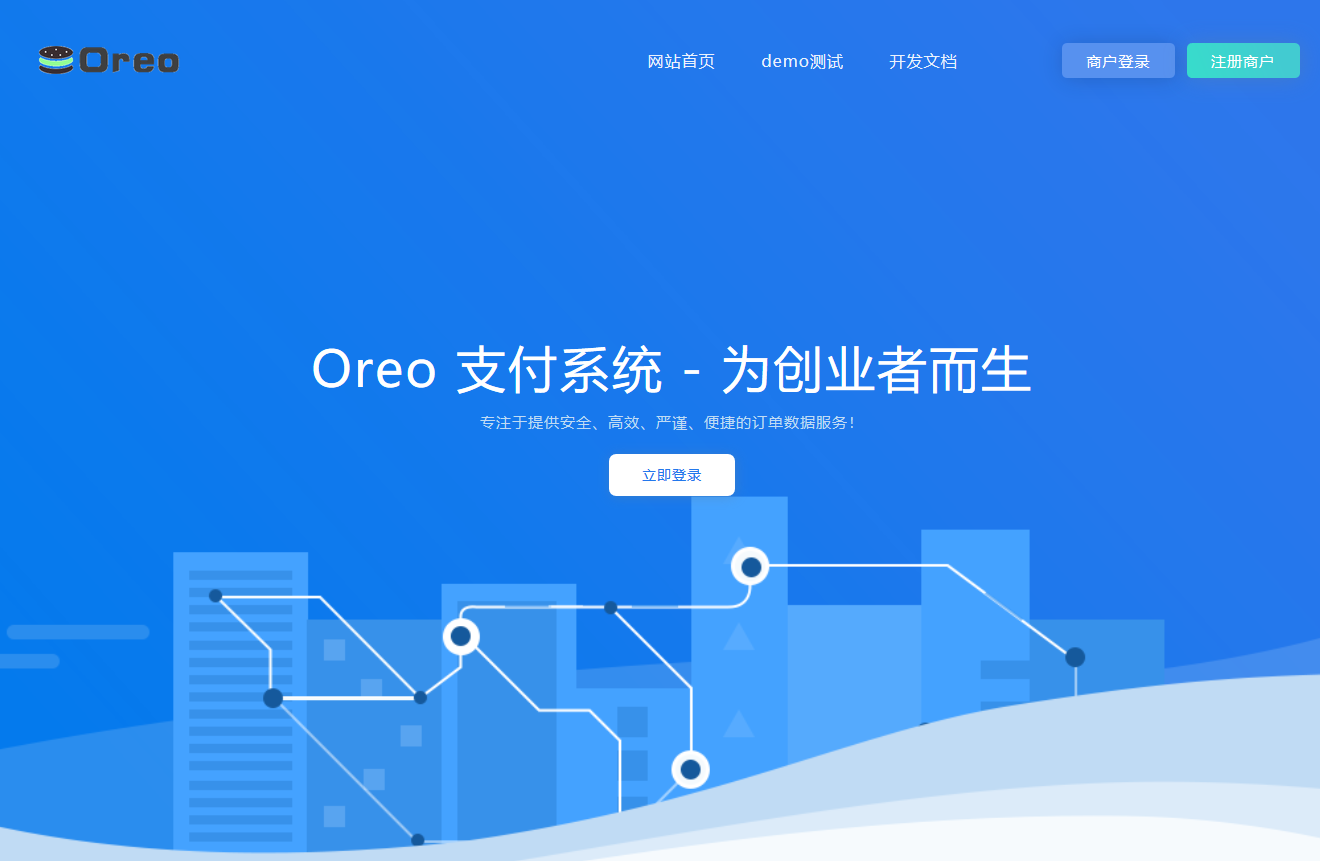 Oreo
网站首页 demo测试 开发文档 商户登录 注册商户
Oreo 支付系统 - 为创业者而生
专注于提供安全、高效、严谨、便捷的订单数据服务！
立即登录